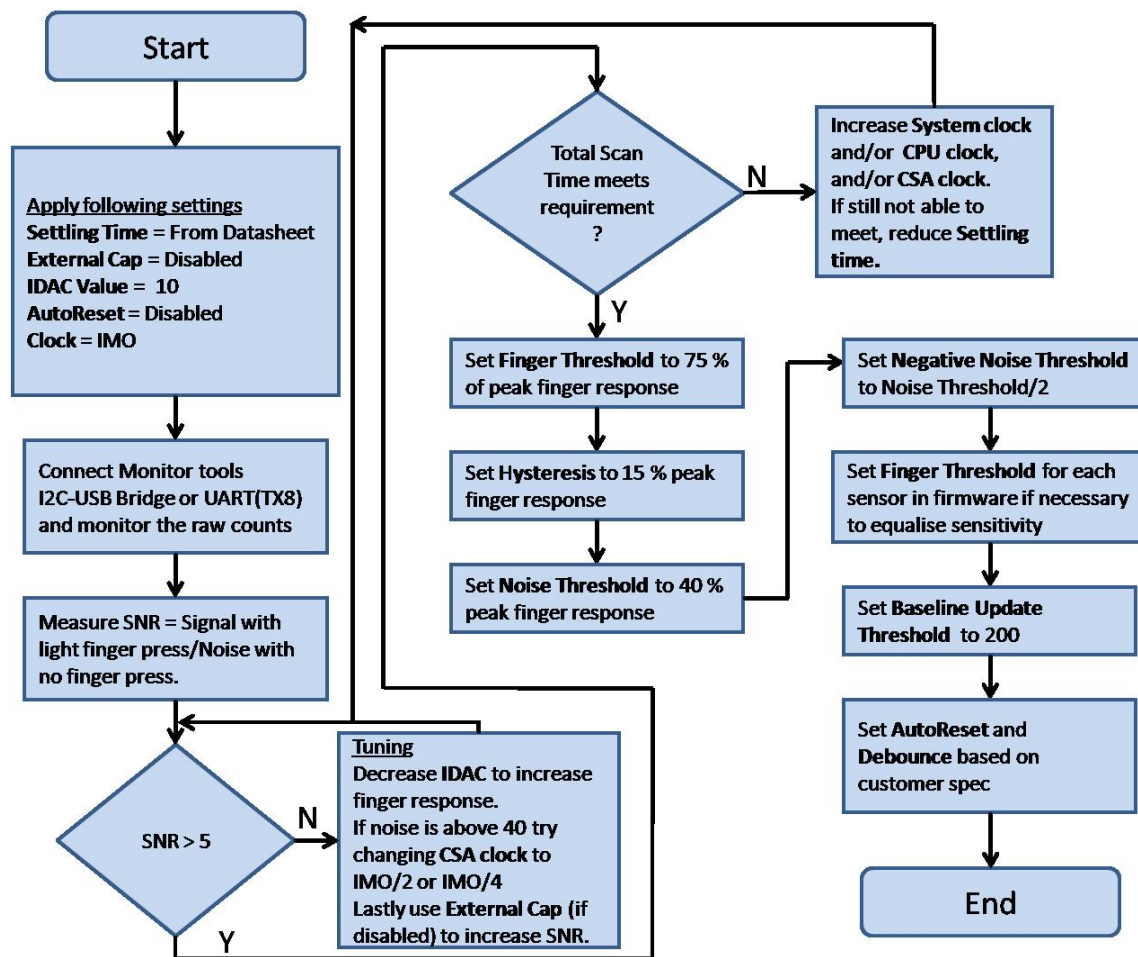 Start
Apply following settings
Settling Time = From Datasheet
External Cap = Disabled
IDAC Value = 10
AutoReset = Disabled
Clock = IMO
Connect Monitor tools
I2C-USB Bridge or UART(TX8)
and monitor the raw counts
Measure SNR = Signal with
light finger press/Noise with
no finger press.
SNR > 5
N
Y
Tuning
Decrease IDAC to increase
finger response.
If noise is above 40 try
changing CSA clock to
IMO/2 or IMO/4
Lastly use External Cap (if
disabled) to increase SNR.
Total Scan
Time meets
requirement
?
N
Y
Increase System clock
and/or CPU clock,
and/or CSA clock.
If still not able to
meet, reduce Settling
time.
Set Finger Threshold to 75 %
of peak finger response
Set Hysteresis to 15 % peak
finger response
Set Noise Threshold to 40 %
peak finger response
Set Negative Noise Threshold
to Noise Threshold/2
Set Finger Threshold for each
sensor in firmware if necessary
to equalise sensitivity
Set Baseline Update
Threshold to 200
Set AutoReset and
Debounce based on
customer spec
End